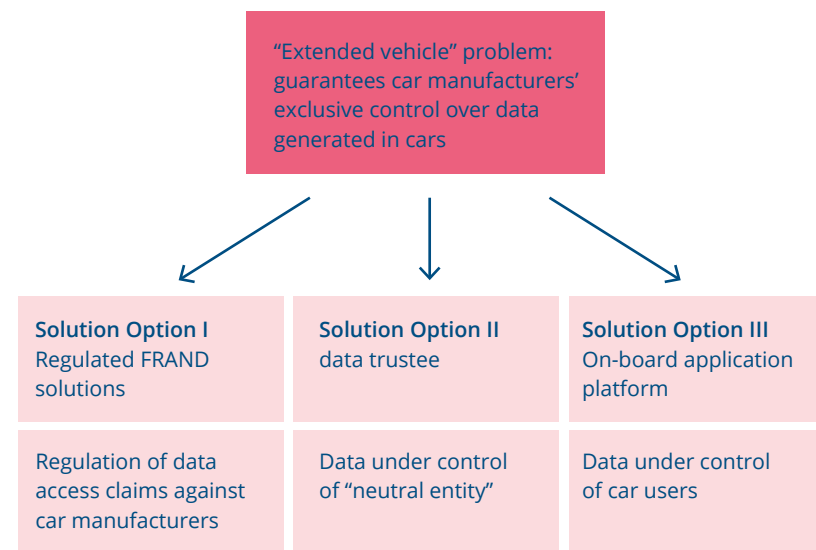 “Extended vehicle” problem:
guarantees car manufacturers’
exclusive control over data
generated in cars
Solution Option I
Regulated FRAND
solutions
Solution Option II
data trustee
Solution Option III
On-board application
platform
Regulation of data
access claims against
car manufacturers
Data under control
of “neutral entity”
Data under control
of car users